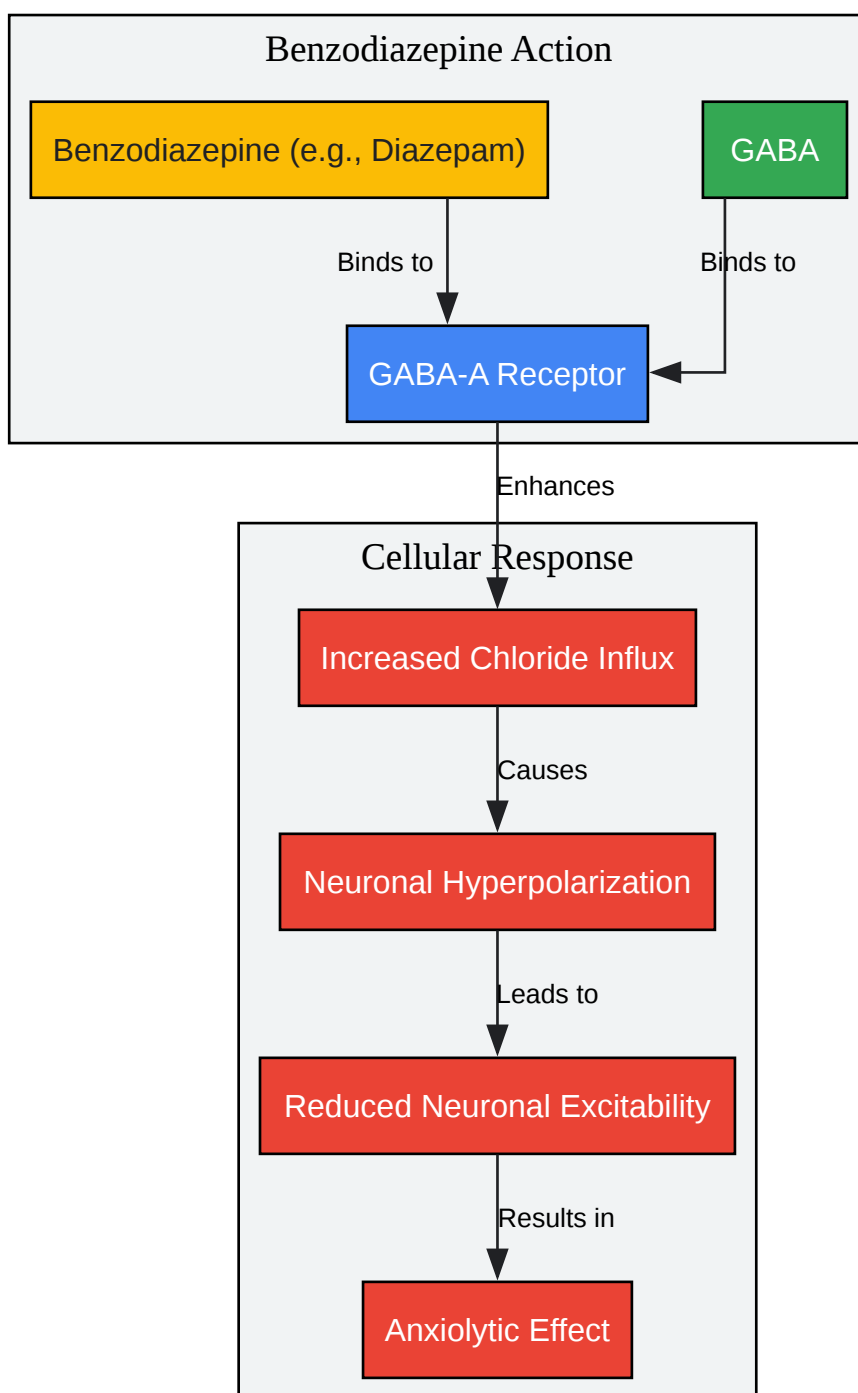 Benzodiazepine Action
Benzodiazepine (e.g., Diazepam)
GABA
Binds to
Binds to
GABA-A Receptor
Enhances
Cellular Response
Increased Chloride Influx
Causes
Neuronal Hyperpolarization
Leads to
Reduced Neuronal Excitability
Results in
Anxiolytic Effect